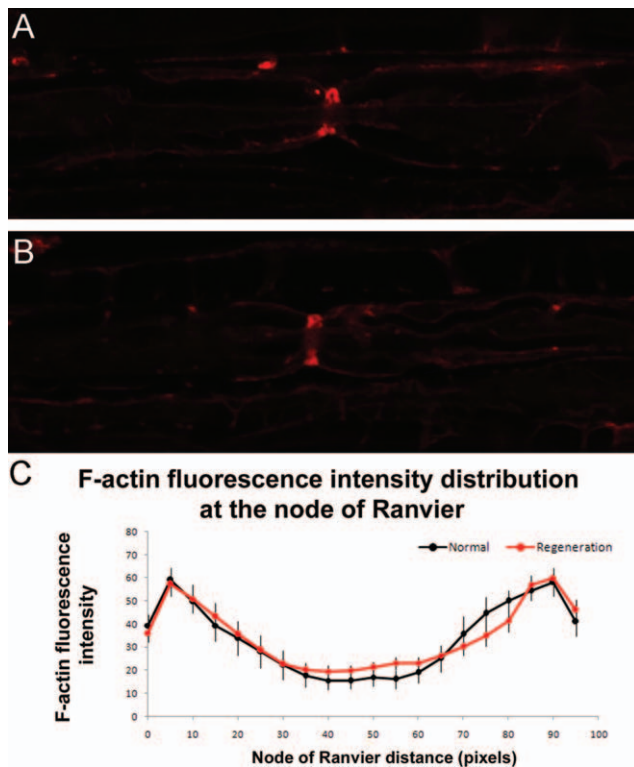 A
B
C
F-actin fluorescence intensity distribution
at the node of Ranvier
F-actin fluorescence
intensity
80
70
60
50
40
30
20
10
0
Normal
Regeneration
0 10 20 30 40 50 60 70 80 90 100
Node of Ranvier distance (pixels)